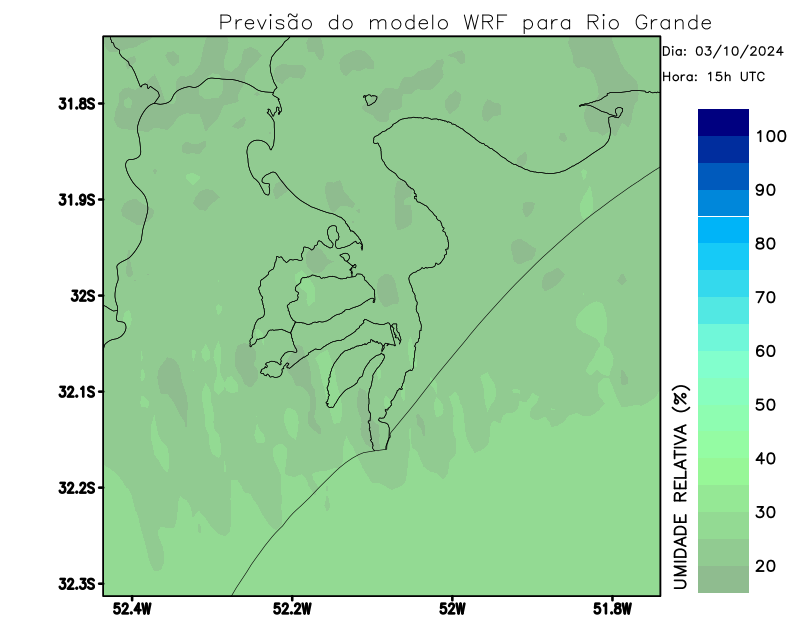 Previsão do modelo WRF para Rio Grande
Dia: 03/10/2024
Hora: 15h UTC
31.8S
31.9S
32S
32.1S
32.2S
32.3S
52.4W
52.2W
52W
51.8W
100
90
80
70
60
50
40
30
20
UMIDADE RELATIVA (%)